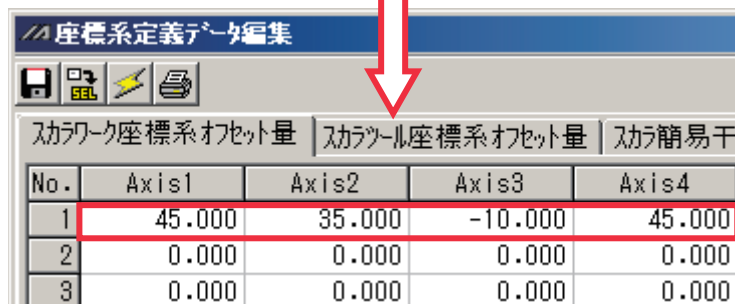 座標系定義ﾃﾞｰﾀ編集
SEL
ｽｶﾗﾜｰｸ座標系ｵﾌｾｯﾄ量 ｽｶﾗﾂｰﾙ座標系ｵﾌｾｯﾄ量 ｽｶﾗ簡易干
No. Axis1 Axis2 Axis3 Axis4
1 45.000 35.000 -10.000 45.000
2 0.000 0.000 0.000 0.000
3 0.000 0.000 0.000 0.000